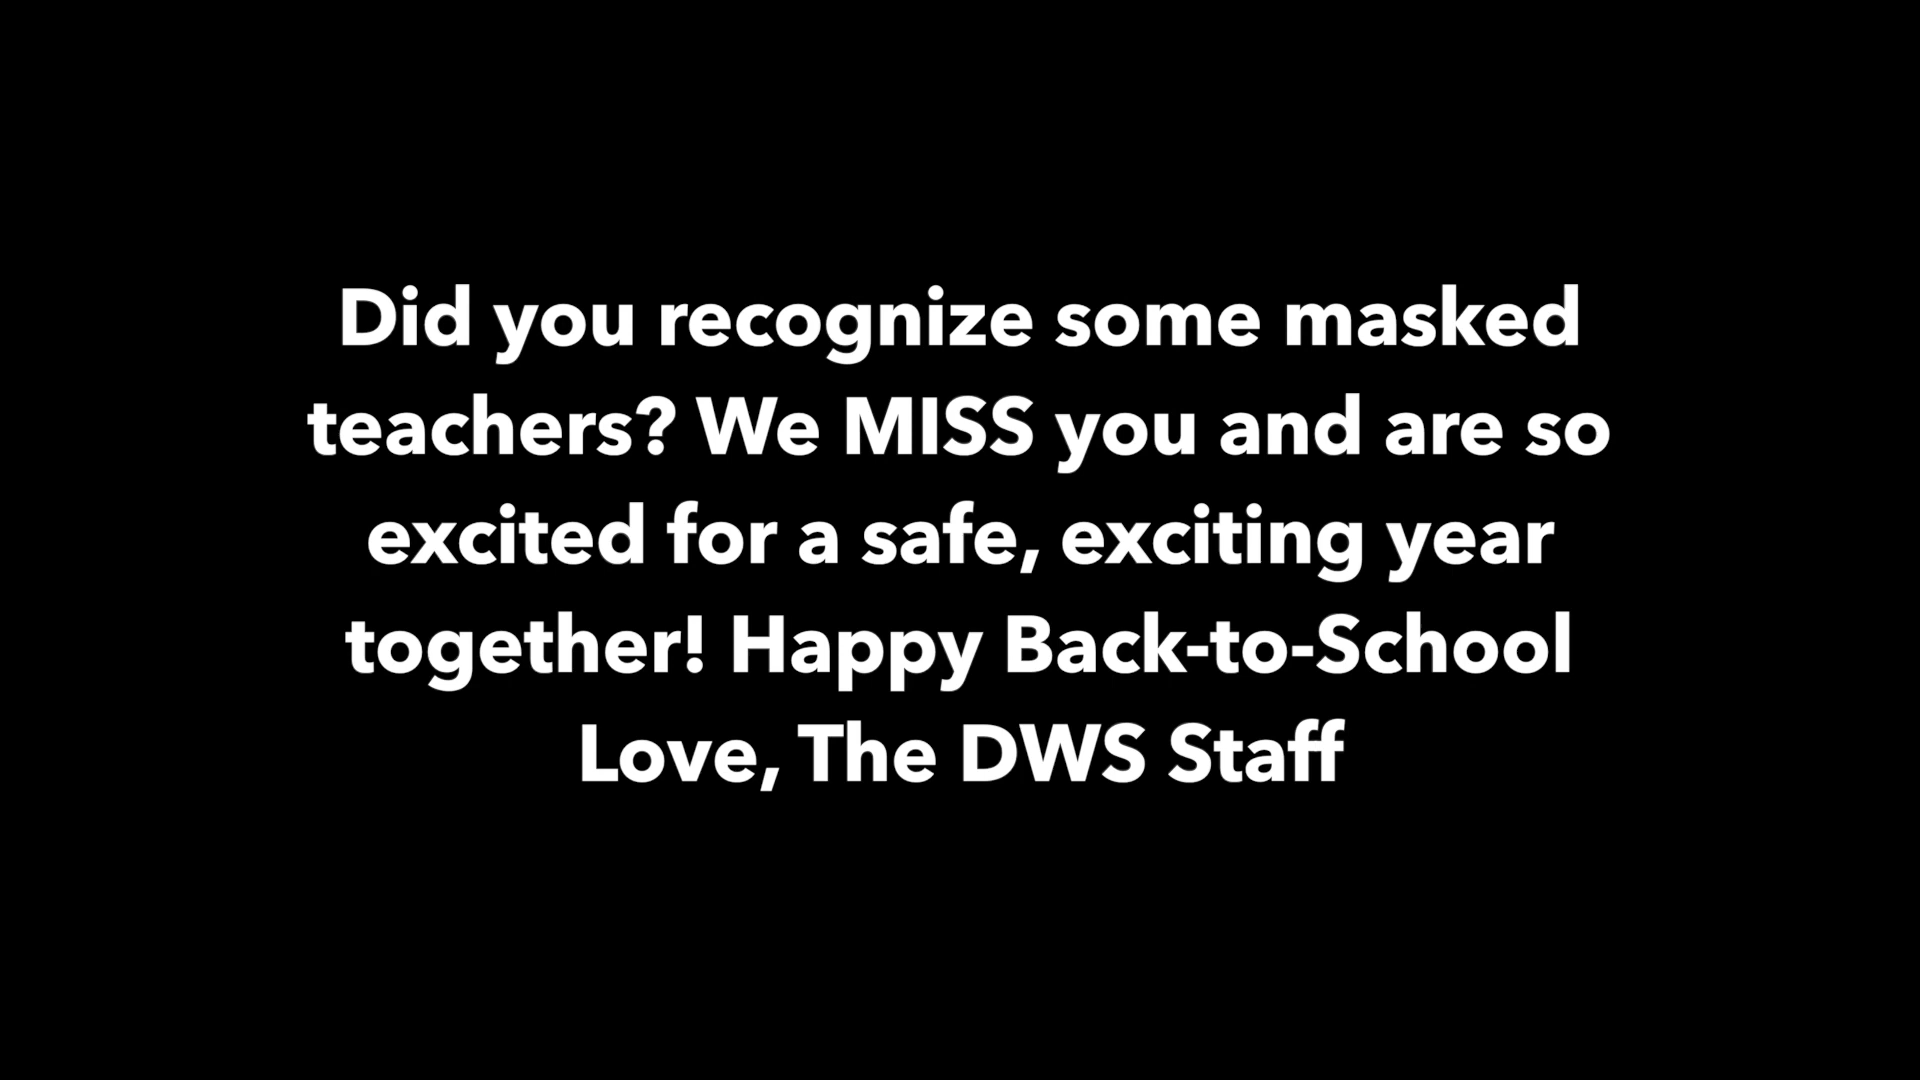 Did you recognize some masked
teachers? We MISS you and are so
excited for a safe, exciting year
together! Happy Back-to-School
Love, The DWS Staff